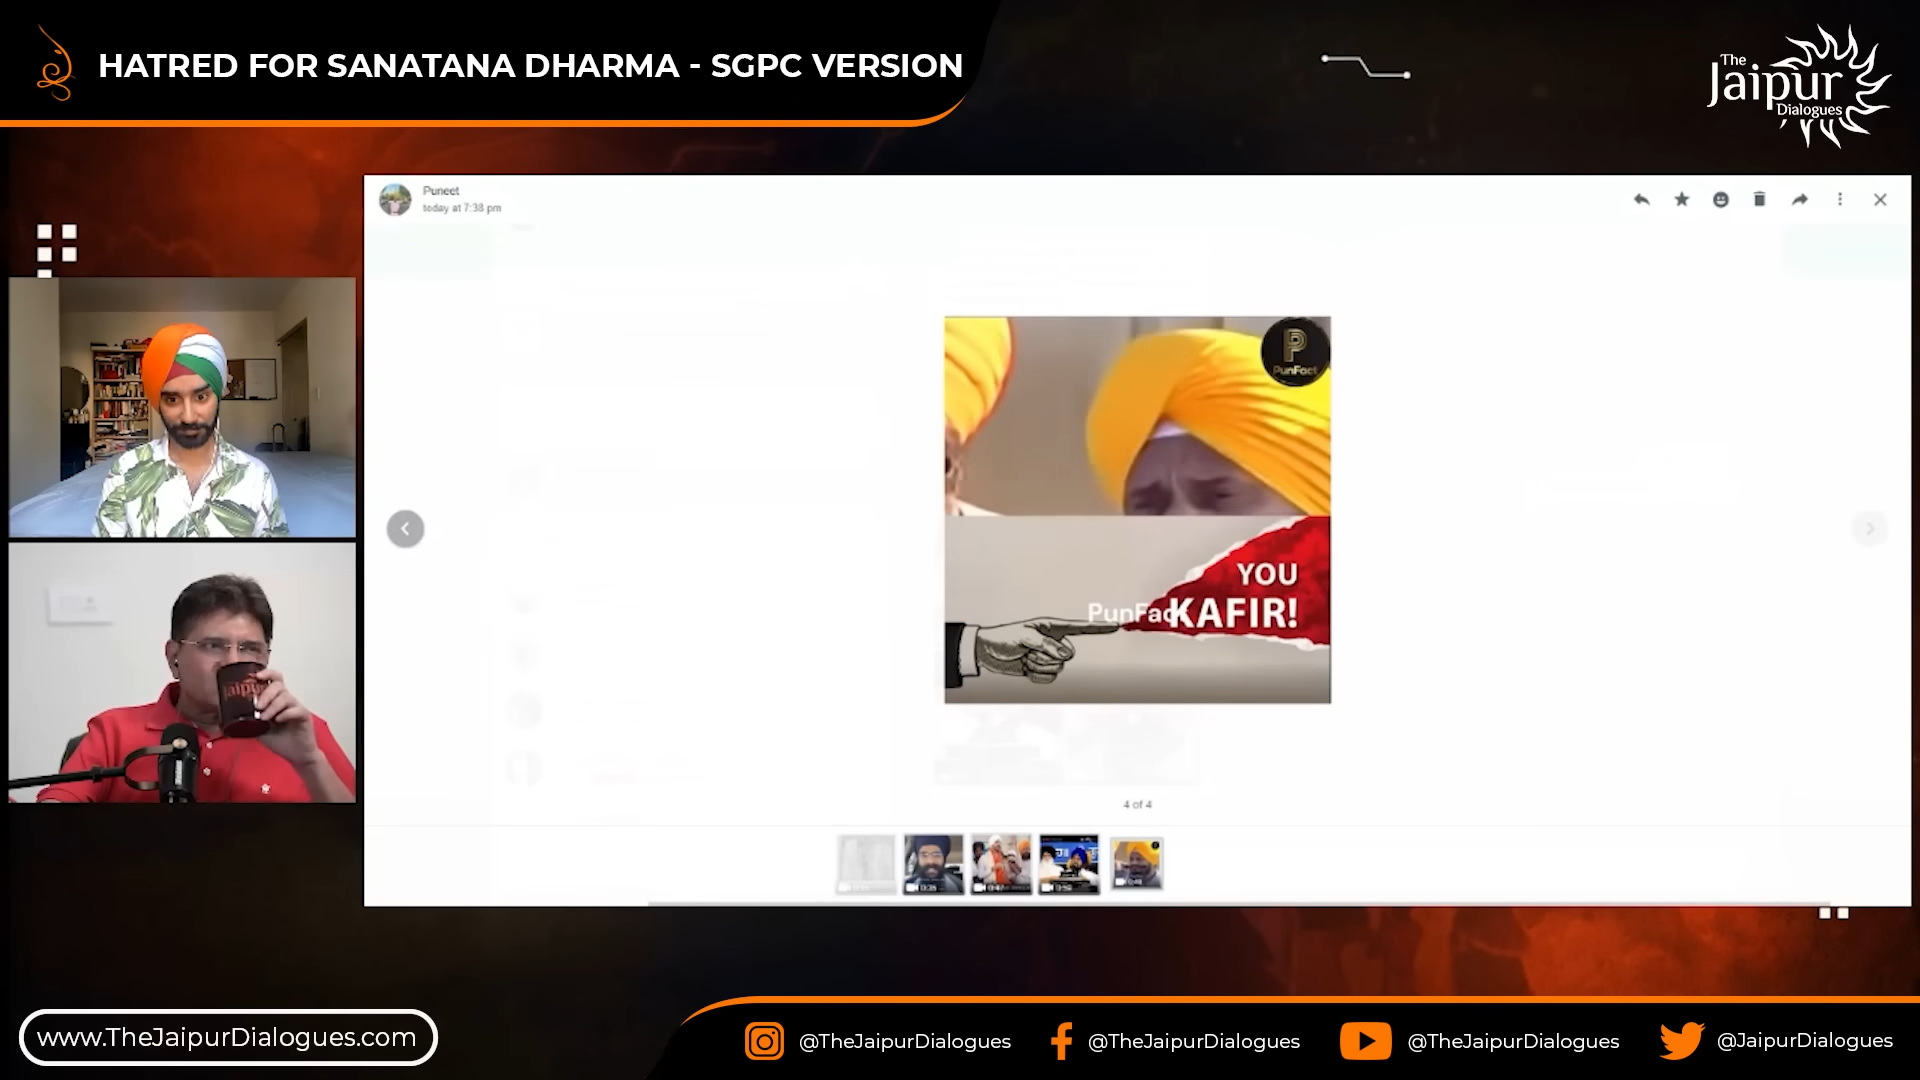 HATRED FOR SANATANA DHARMA - SGPC VERSION
The
Jaipur
Dialogues
Puneet
today at 7:38 pm
P
PunFact
YOU
PunFac
KAFIR!
Jaipur
4 of 4
www.TheJaipurDialogues.com
@TheJaipurDialogues
@TheJaipurDialogues
@TheJaipurDialogues
@JaipurDialogues